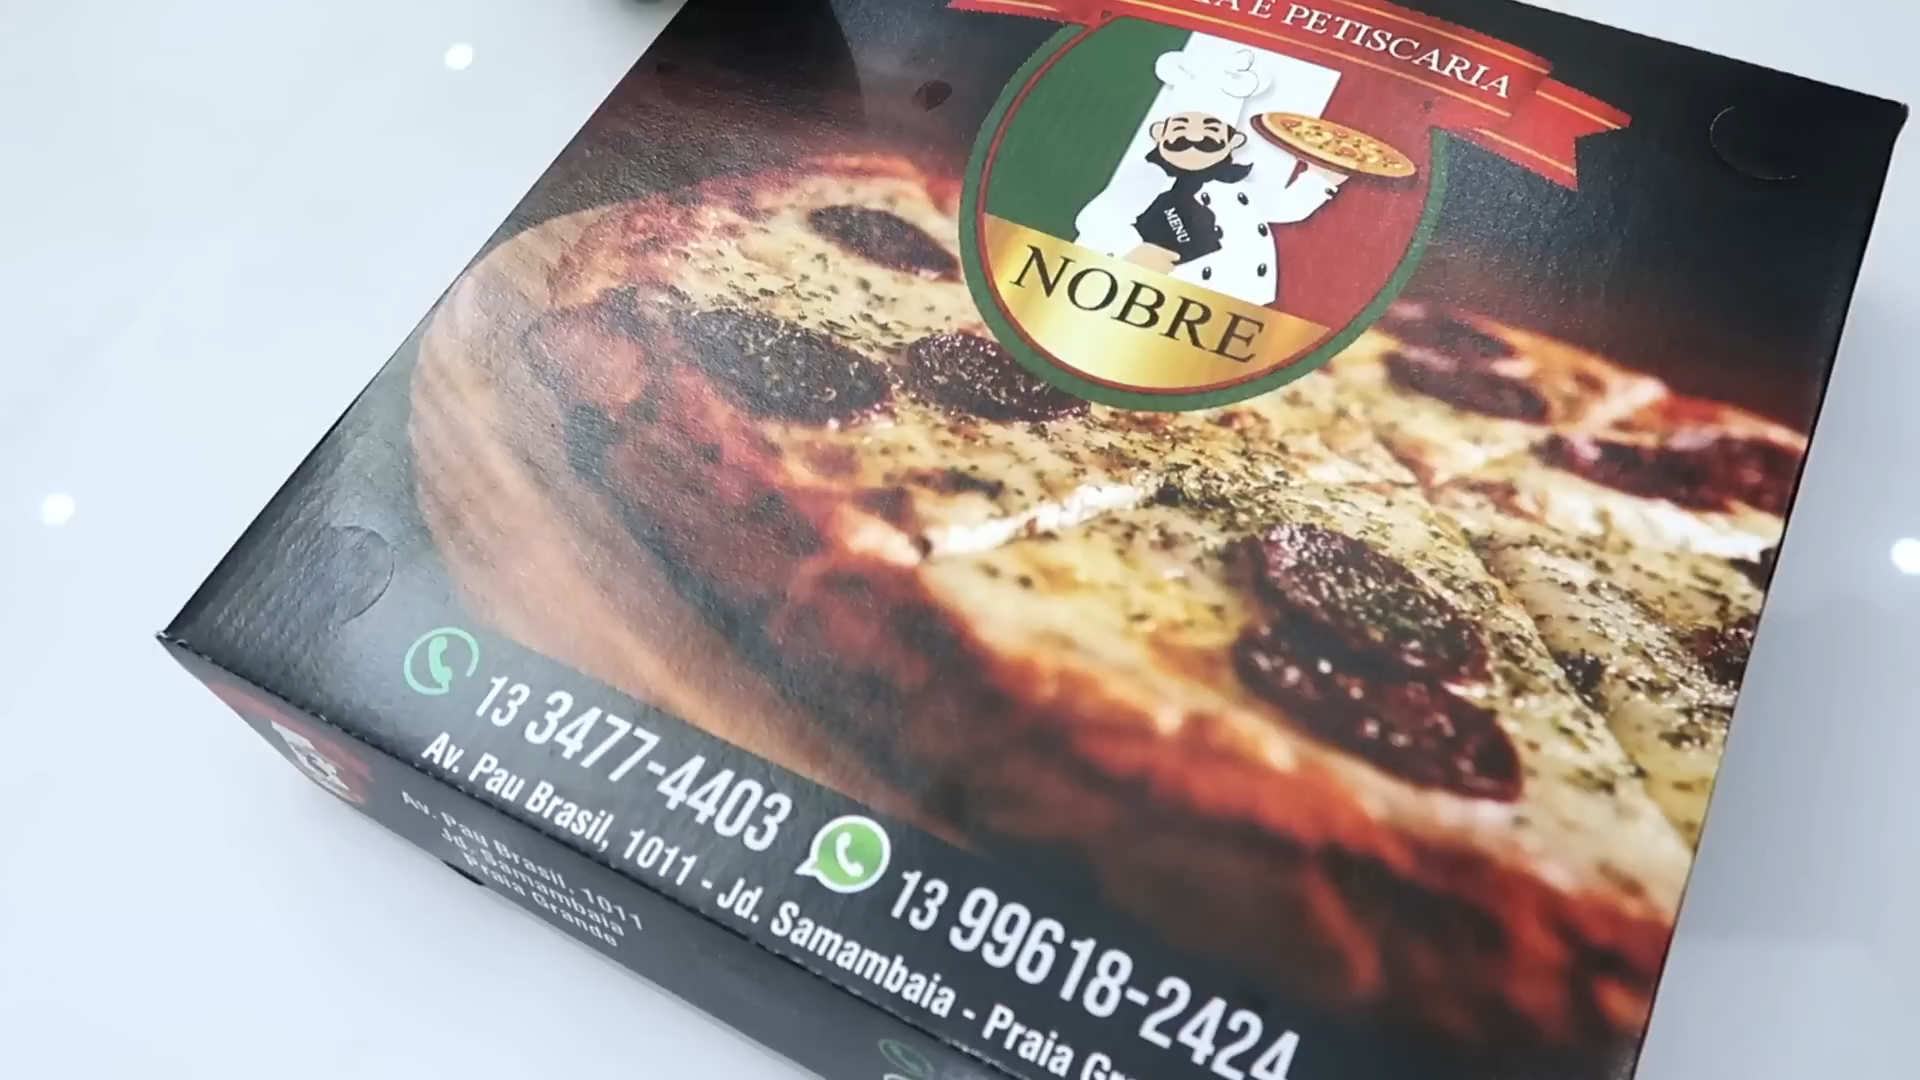 E PETISCARIA
MENU
NOBRE
13 3477-4403
13 99618-2424
Av. Pau Brasil, 1011 - Jd. Samambaia - Praia
Av. Pau Brasil, 1011
Jd. Samambaia
Praia Grande